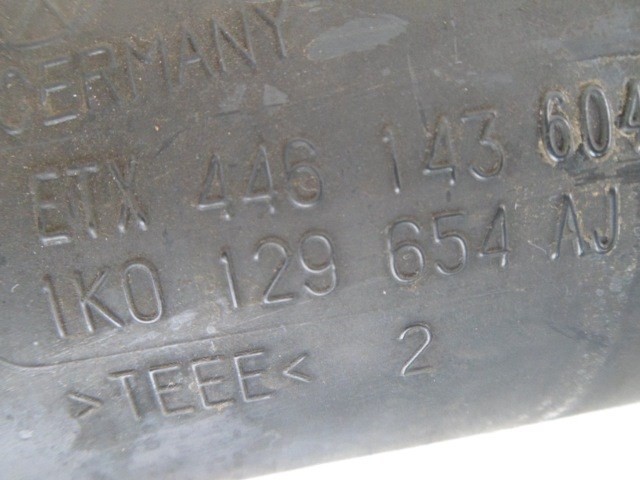 GERMANY
ETX 446 143 604
1K0 129 654 AJ
>TEEE< 2